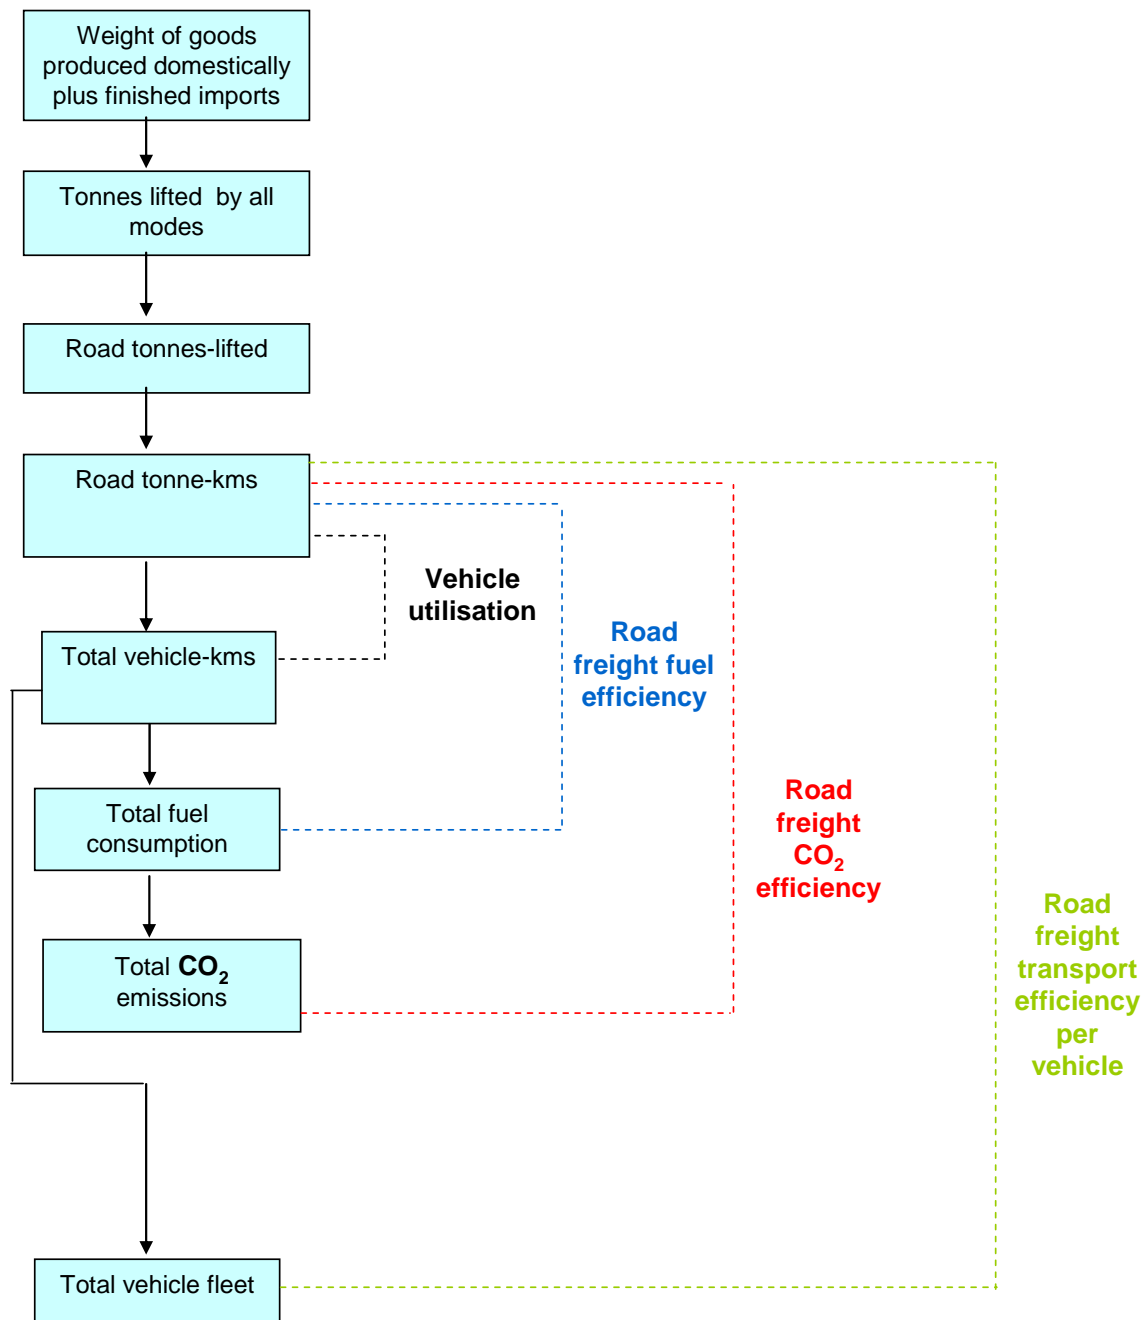 Weight of goods
produced domestically
plus finished imports
Tonnes lifted by all
modes
Road tonnes-lifted
Road tonne-kms
Vehicle
utilisation
Road
freight fuel
efficiency
Total vehicle-kms
Total fuel
consumption
Road
freight
CO₂
efficiency
Total CO₂
emissions
Road
freight
transport
efficiency
per
vehicle
Total vehicle fleet